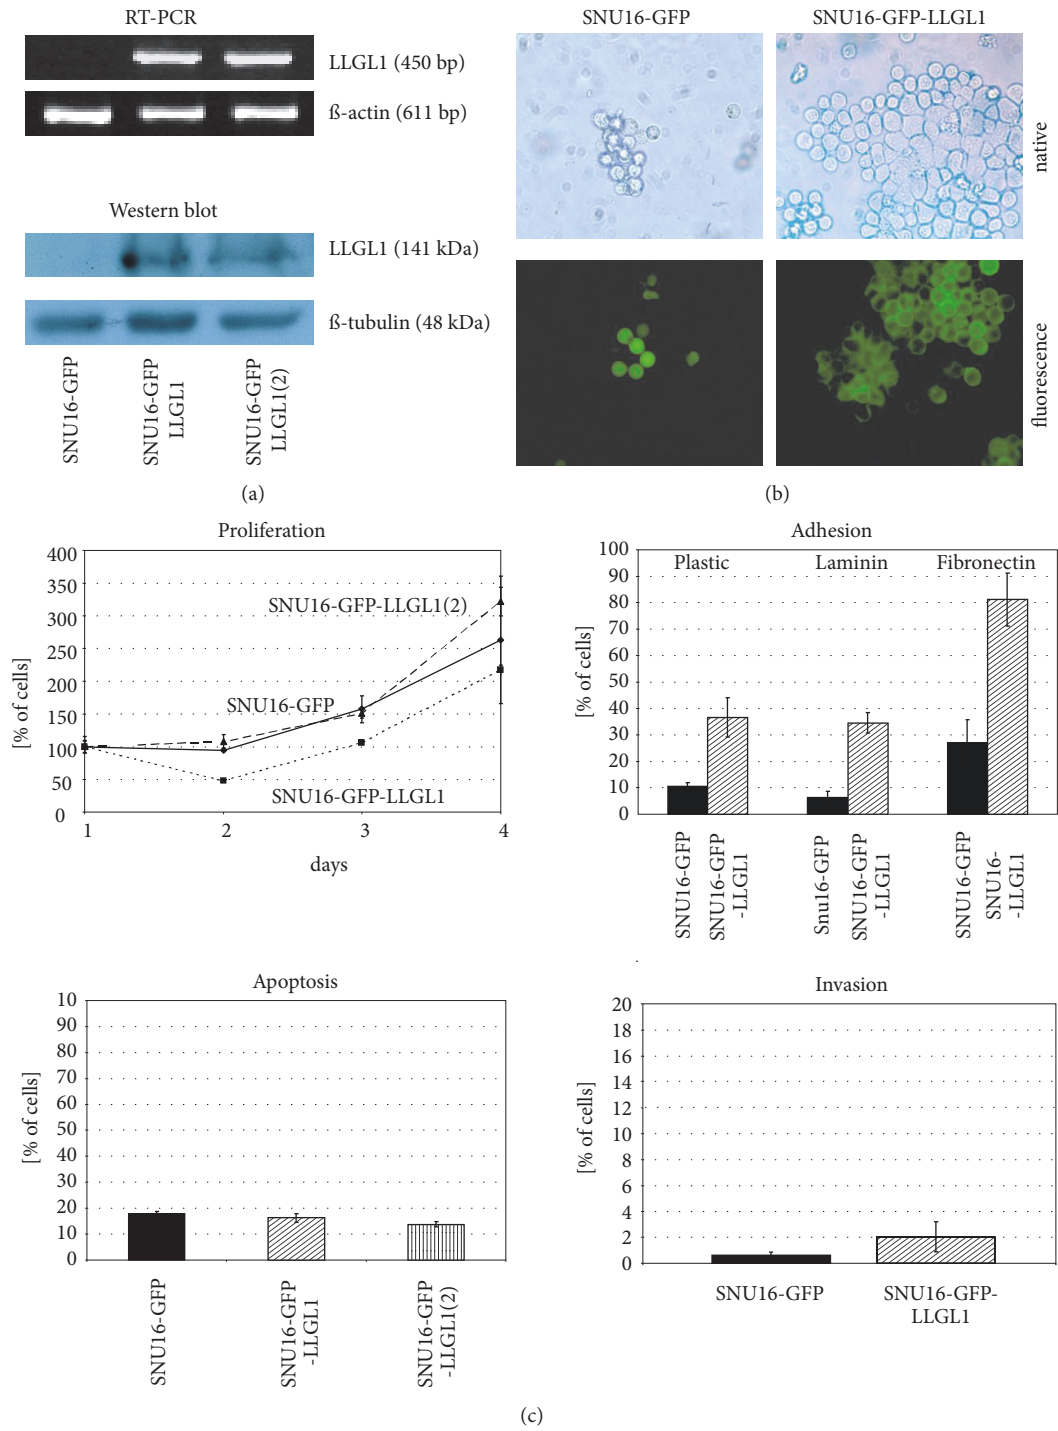 RT-PCR
LLGL1 (450 bp)
ß-actin (611 bp)
Western blot
LLGL1 (141 kDa)
ß-tubulin (48 kDa)
SNU16-GFP
SNU16-GFP
LLGL1
SNU16-GFP
LLGL1(2)
(a)
SNU16-GFP
SNU16-GFP-LLGL1
native
fluorescence
(b)
Proliferation
400
350
300
250
200
150
100
50
0
[% of cells]
SNU16-GFP-LLGL1(2)
SNU16-GFP
SNU16-GFP-LLGL1
1 2 3 4
days
Adhesion
100
90
80
70
60
50
40
30
20
10
0
[% of cells]
Plastic Laminin Fibronectin
SNU16-GFP
SNU16-GFP
-LLGL1
Snu16-GFP
SNU16-GFP
-LLGL1
SNU16-GFP
SNU16-
-LLGL1
Apoptosis
10
90
80
70
60
50
40
30
20
10
0
[% of cells]
SNU16-GFP
SNU16-GFP
-LLGL1
SNU16-GFP
-LLGL1(2)
Invasion
20
18
16
14
12
10
8
6
4
2
0
[% of cells]
SNU16-GFP
SNU16-GFP-
LLGL1
(c)